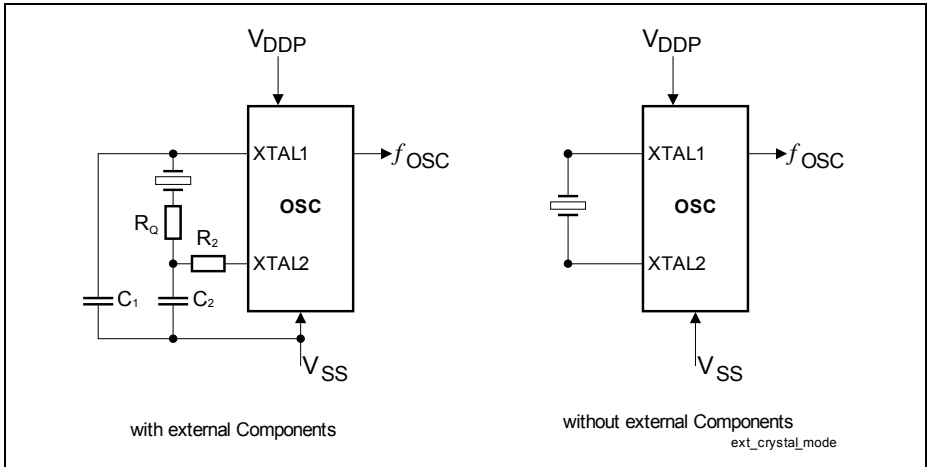 VDDP
XTAL1
fOSC
OSC
RQ
R2
XTAL2
C1
C2
VSS
with external Components
VDDP
XTAL1
fOSC
OSC
XTAL2
VSS
without external Components
ext_crystal_mode